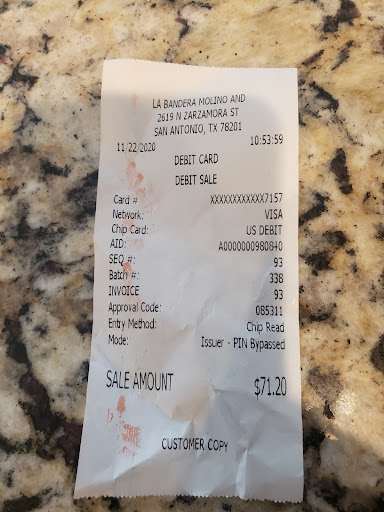 LA BANDERA MOLINO AND
2619 N ZARZAMORA ST
SAN ANTONIO, TX 78201
11/22/2020 10:53:59
DEBIT CARD
DEBIT SALE
Card # XXXXXXXXXXXX7157
Network: VISA
Chip Card: US DEBIT
AID: A0000000980840
SEQ #: 93
Batch #: 338
INVOICE 93
Approval Code: 085311
Entry Method: Chip Read
Mode: Issuer - PIN Bypassed
SALE AMOUNT $71.20
CUSTOMER COPY